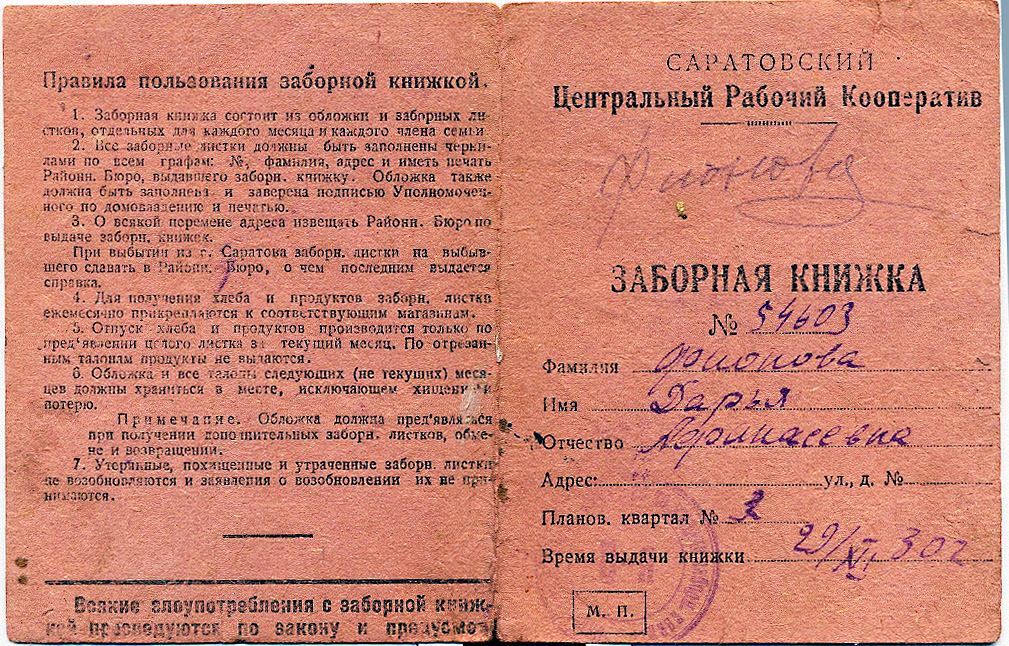 Правила пользования заборной книжкой.
1. Заборная книжка состоит из обложки и заборных ли-
стков, отдельных для каждого месяца и каждого члена семьи.
2. Все заборные листки должны быть заполнены черни-
лами по всем графам: №, фамилия, адрес и иметь печать
Районн. Бюро, выдавшего заборн. книжку. Обложка также
должна быть заполнена и заверена подписью Уполномочен-
ного по домовладению и печатью.
3. О всякой перемене адреса извещать Районн. Бюро по
выдаче заборн. книжек.
При выбытии из г. Саратова заборн. листки на выбыв-
шего сдавать в Районн. Бюро, о чем последним выдается
справка.
4. Для получения хлеба и продуктов заборн. листки
ежемесячно прикрепляются к соответствующим магазинам.
5. Отпуск хлеба и продуктов производится только по
пред'явлении целого листка за текущий месяц. По отрезан-
ным талонам продукты не выдаются.
6. Обложка и все талоны следующих (не текущих) меся-
цев должны храниться в месте, исключающем хищение и
потерю.
Примечание. Обложка должна пред'являться
при получении дополнительных заборн. листков, обме-
не и возвращении.
7. Утерянные, похищенные и утраченные заборн. листки
не возобновляются и заявления о возобновлении их не при-
нимаются.
Всякие злоупотребления с заборной книж-
кой преследуются по закону и
САРАТОВСКИЙ
Центральный Рабочий Кооператив
Фионова
ЗАБОРНАЯ КНИЖКА
№ 54603
Фамилия Фионова
Имя Дарья
Отчество Афанасевна
Адрес: ул., д. №
Планов. квартал № 3
Время выдачи книжки 29/XI 30 г
М. П.